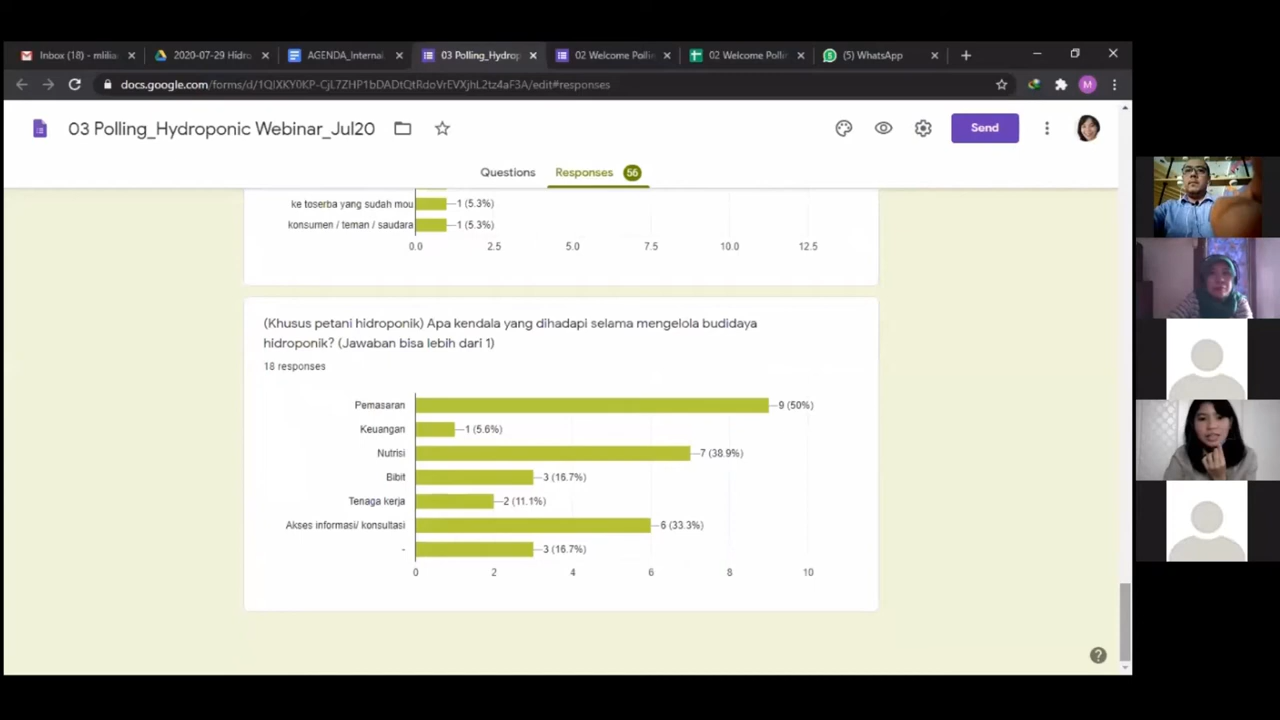 Inbox (18) - mlilia
2020-07-29 Hidro
AGENDA_Internal
03 Polling_Hydrop
02 Welcome Pollin
02 Welcome Pollin
(5) WhatsApp
docs.google.com/forms/d/1QIXKY0KP-CjL7ZHP1bDADtQtRdoVrEVXjhL2tz4aF3A/edit#responses
M
03 Polling_Hydroponic Webinar_Jul20
Send
Questions
Responses 56
ke toserba yang sudah mou 1 (5.3%)
konsumen / teman / saudara 1 (5.3%)
0.0 2.5 5.0 7.5 10.0 12.5
(Khusus petani hidroponik) Apa kendala yang dihadapi selama mengelola budidaya
hidroponik? (Jawaban bisa lebih dari 1)
18 responses
Pemasaran 9 (50%)
Keuangan 1 (5.6%)
Nutrisi 7 (38.9%)
Bibit 3 (16.7%)
Tenaga kerja 2 (11.1%)
Akses informasi/ konsultasi 6 (33.3%)
- 3 (16.7%)
0 2 4 6 8 10